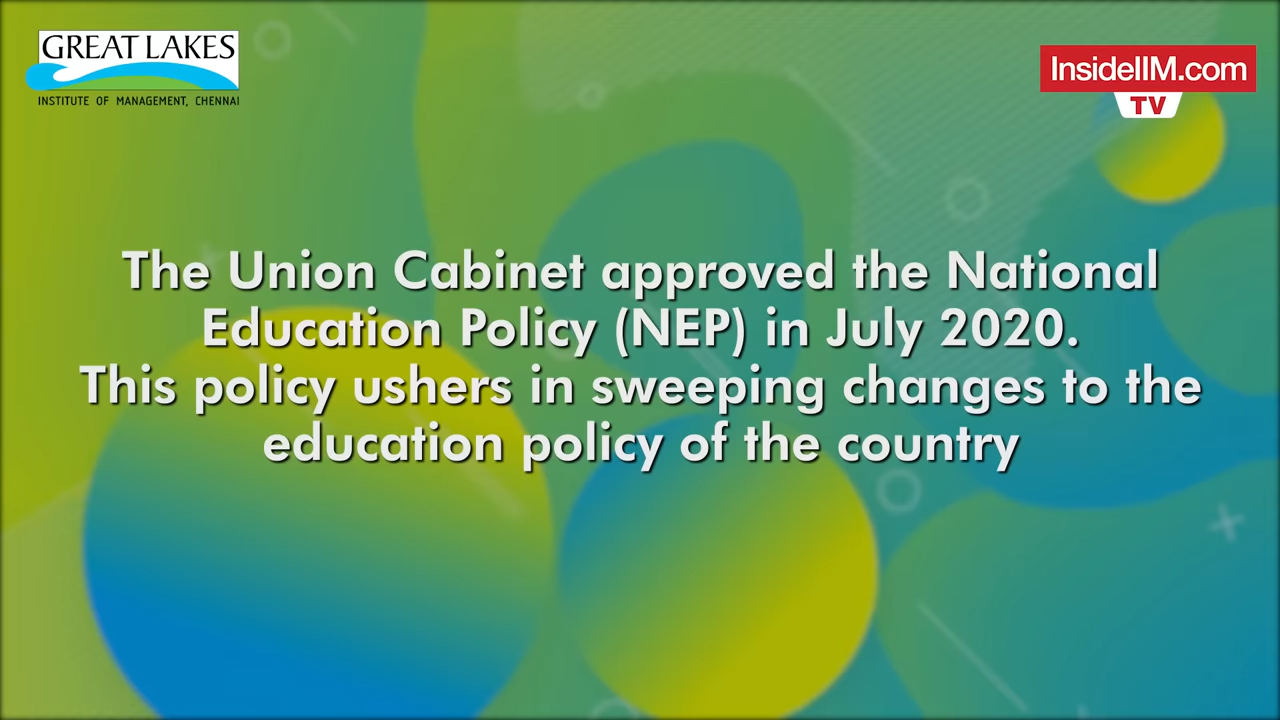 GREAT LAKES
INSTITUTE OF MANAGEMENT, CHENNAI
InsideIIM.com
TV
The Union Cabinet approved the National
Education Policy (NEP) in July 2020.
This policy ushers in sweeping changes to the
education policy of the country